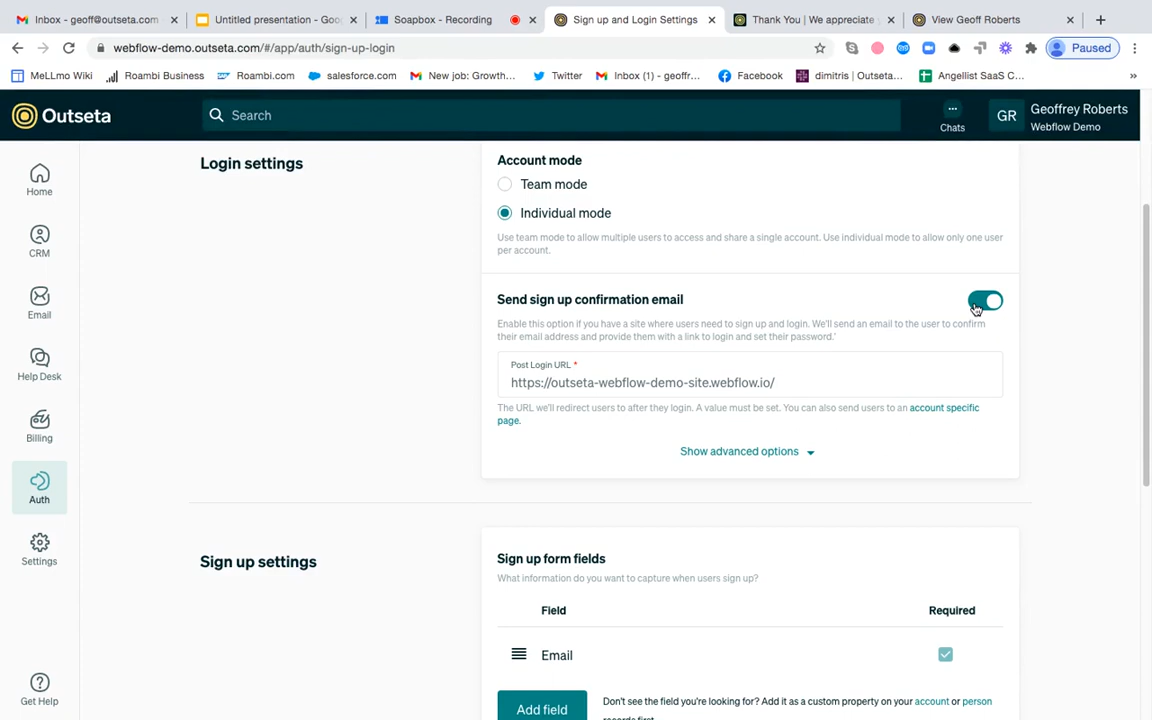 Inbox - geoff@outseta.com
Untitled presentation - Goo
Soapbox - Recording
Sign up and Login Settings
Thank You | We appreciate y
View Geoff Roberts
webflow-demo.outseta.com/#/app/auth/sign-up-login
Paused
MeLLmo Wiki
Roambi Business
Roambi.com
salesforce.com
New job: Growth...
Twitter
Inbox (1) - geoffr...
Facebook
dimitris | Outseta...
Angellist SaaS C...
»
Outseta
Search
Chats
GR
Geoffrey Roberts
Webflow Demo
Home
CRM
Email
Help Desk
Billing
Auth
Settings
Get Help
Login settings
Account mode
Team mode
Individual mode
Use team mode to allow multiple users to access and share a single account. Use individual mode to allow only one user
per account.
Send sign up confirmation email
Enable this option if you have a site where users need to sign up and login. We'll send an email to the user to confirm
their email address and provide them with a link to login and set their password.'
Post Login URL *
https://outseta-webflow-demo-site.webflow.io/
The URL we'll redirect users to after they login. A value must be set. You can also send users to an account specific
page.
Show advanced options
Sign up settings
Sign up form fields
What information do you want to capture when users sign up?
Field
Required
Email
Add field
Don't see the field you're looking for? Add it as a custom property on your account or person
records first.